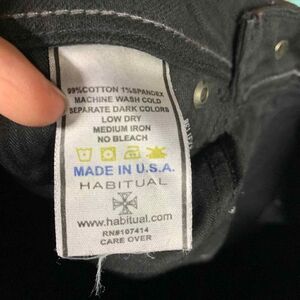 99%COTTON 1%SPANDEX
MACHINE WASH COLD
SEPARATE DARK COLORS
LOW DRY
MEDIUM IRON
NO BLEACH
MADE IN U.S.A.
HABITUAL
www.habitual.com
RN#107414
CARE OVER